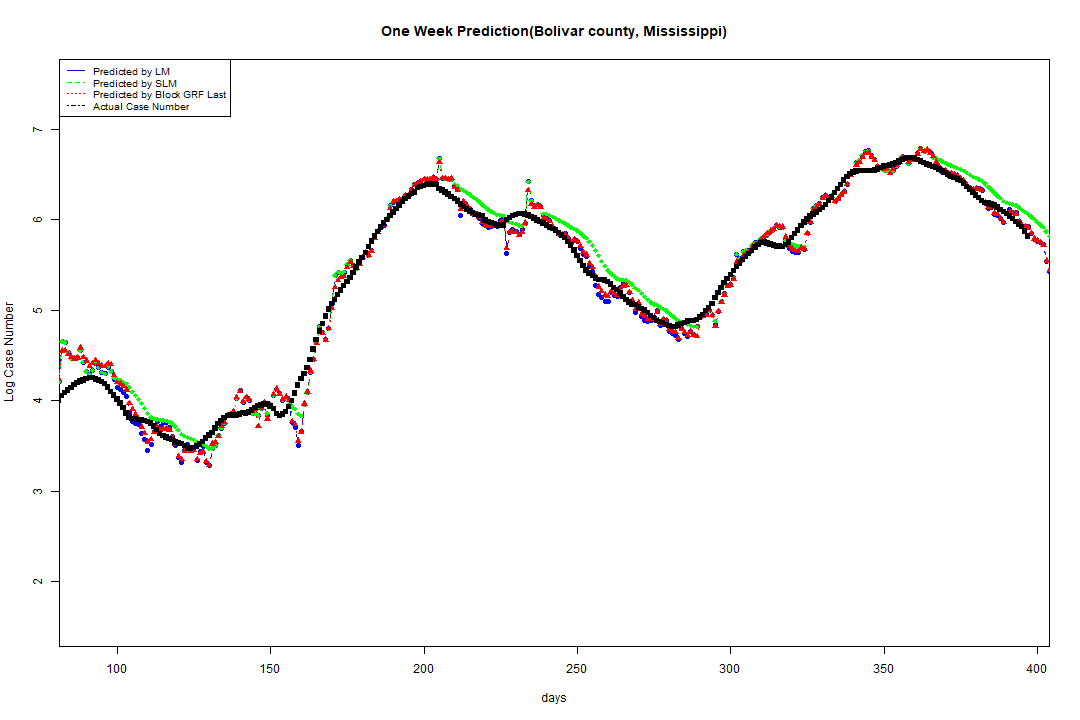 One Week Prediction(Bolivar county, Mississippi)
Predicted by LM
Predicted by SLM
Predicted by Block GRF Last
Actual Case Number
7
6
5
4
3
2
Log Case Number
100 150 200 250 300 350 400
days